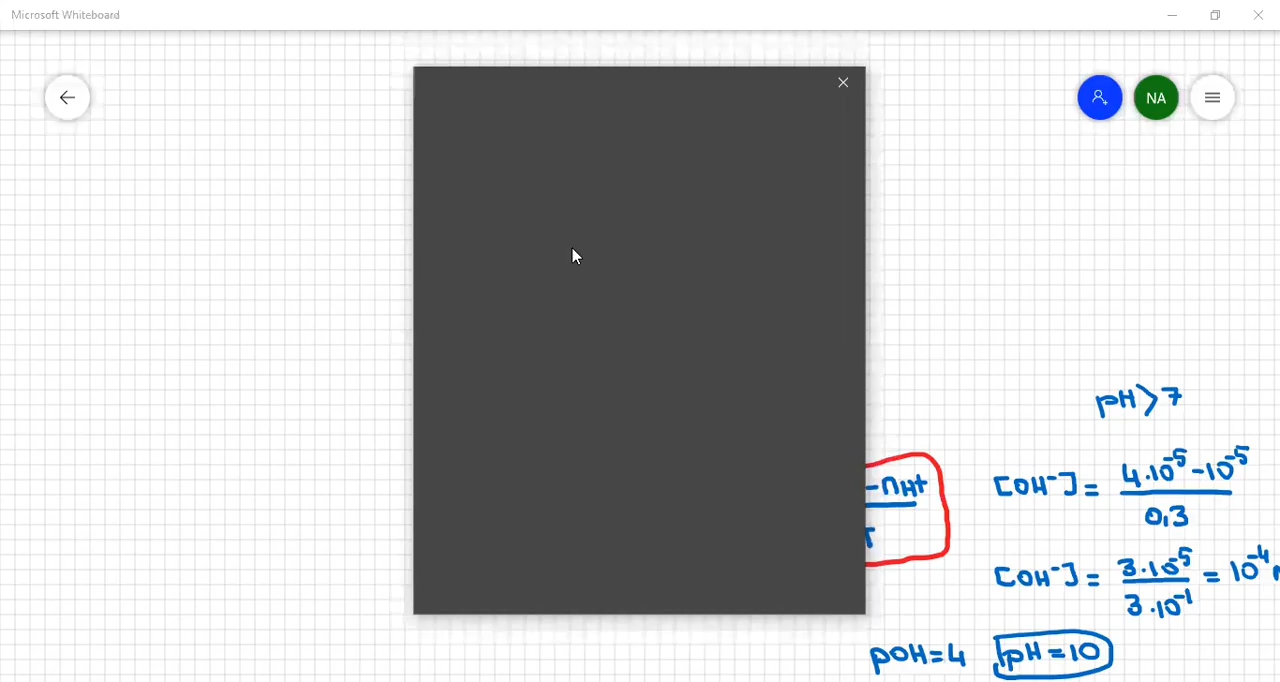 Microsoft Whiteboard
NA
pH > 7
-nH+
[OH⁻] = 4.10⁻⁵ - 10⁻⁵ / 0,3
[OH⁻] = 3.10⁻⁵ / 3.10⁻¹ = 10⁻⁴
pOH = 4
pH = 10